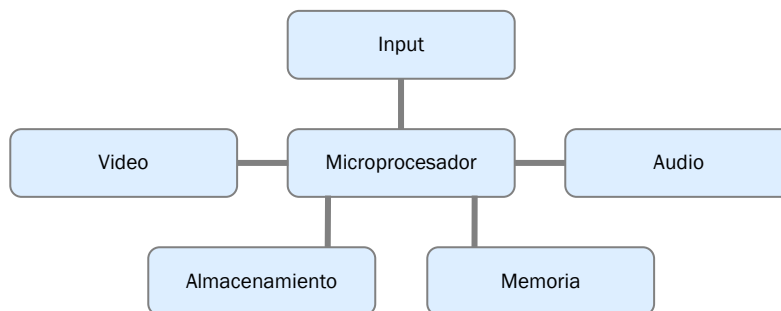 Input
Video
Microprocesador
Audio
Almacenamiento
Memoria